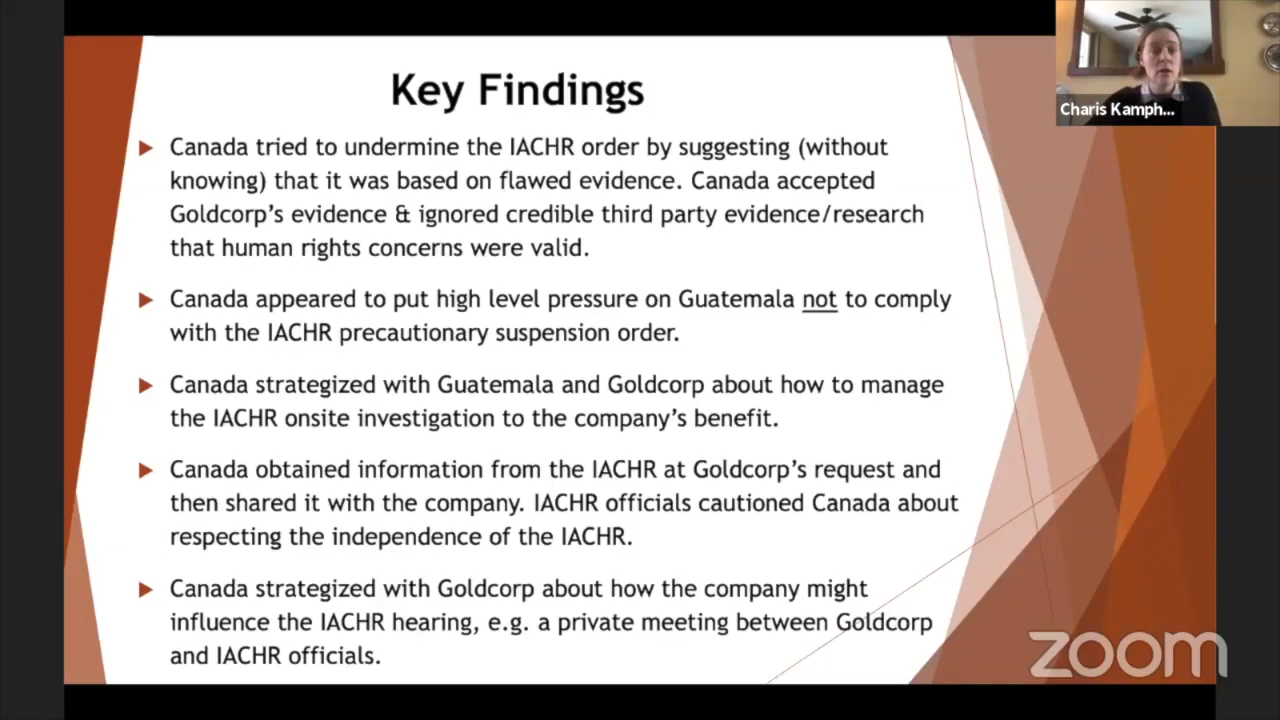 Key Findings
Canada tried to undermine the IACHR order by suggesting (without
knowing) that it was based on flawed evidence. Canada accepted
Goldcorp's evidence & ignored credible third party evidence/research
that human rights concerns were valid.
Canada appeared to put high level pressure on Guatemala not to comply
with the IACHR precautionary suspension order.
Canada strategized with Guatemala and Goldcorp about how to manage
the IACHR onsite investigation to the company's benefit.
Canada obtained information from the IACHR at Goldcorp's request and
then shared it with the company. IACHR officials cautioned Canada about
respecting the independence of the IACHR.
Canada strategized with Goldcorp about how the company might
influence the IACHR hearing, e.g. a private meeting between Goldcorp
and IACHR officials.
Charis Kamph...
zoom